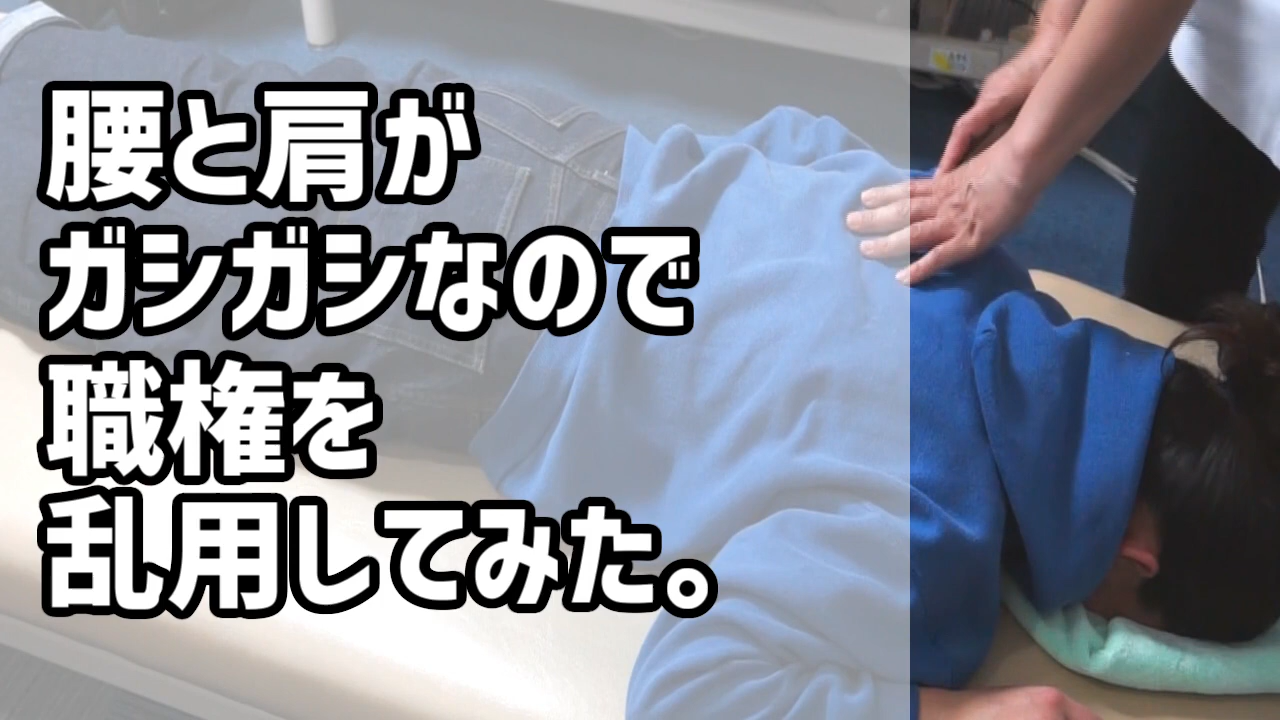 腰と肩が
ガシガシなので
職権を
乱用してみた。